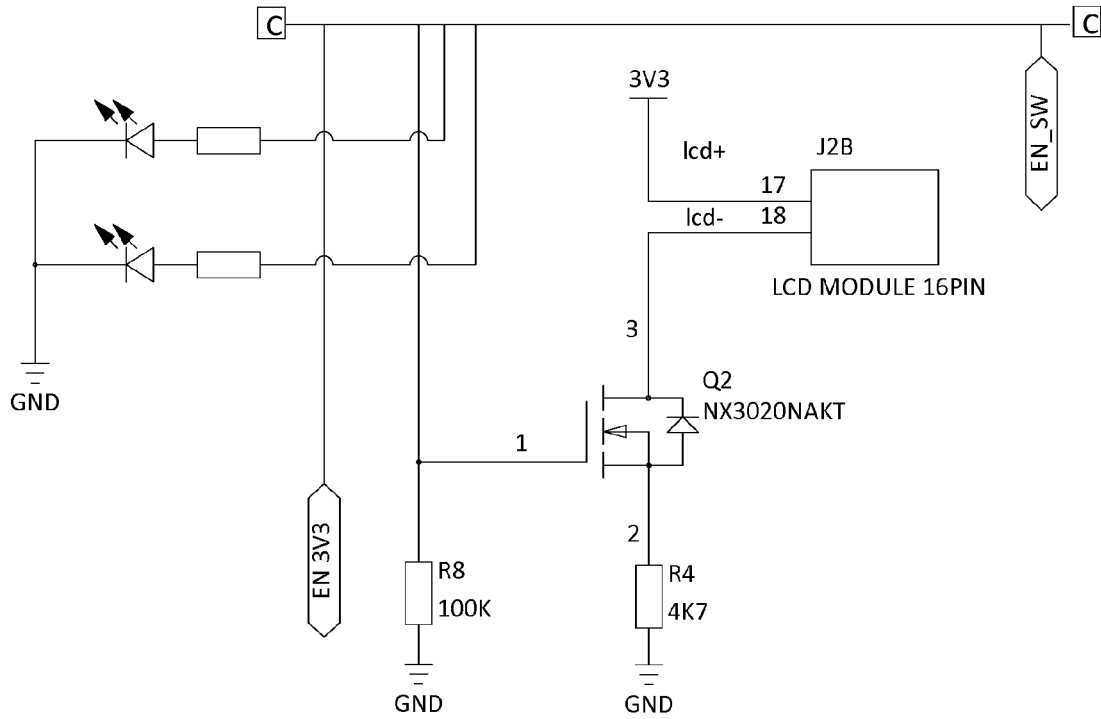 C
C
3V3
EN_SW
J2B
lcd+
17
lcd-
18
LCD MODULE 16PIN
3
GND
Q2
NX3020NAKT
1
EN 3V3
2
R8
100K
R4
4K7
GND
GND